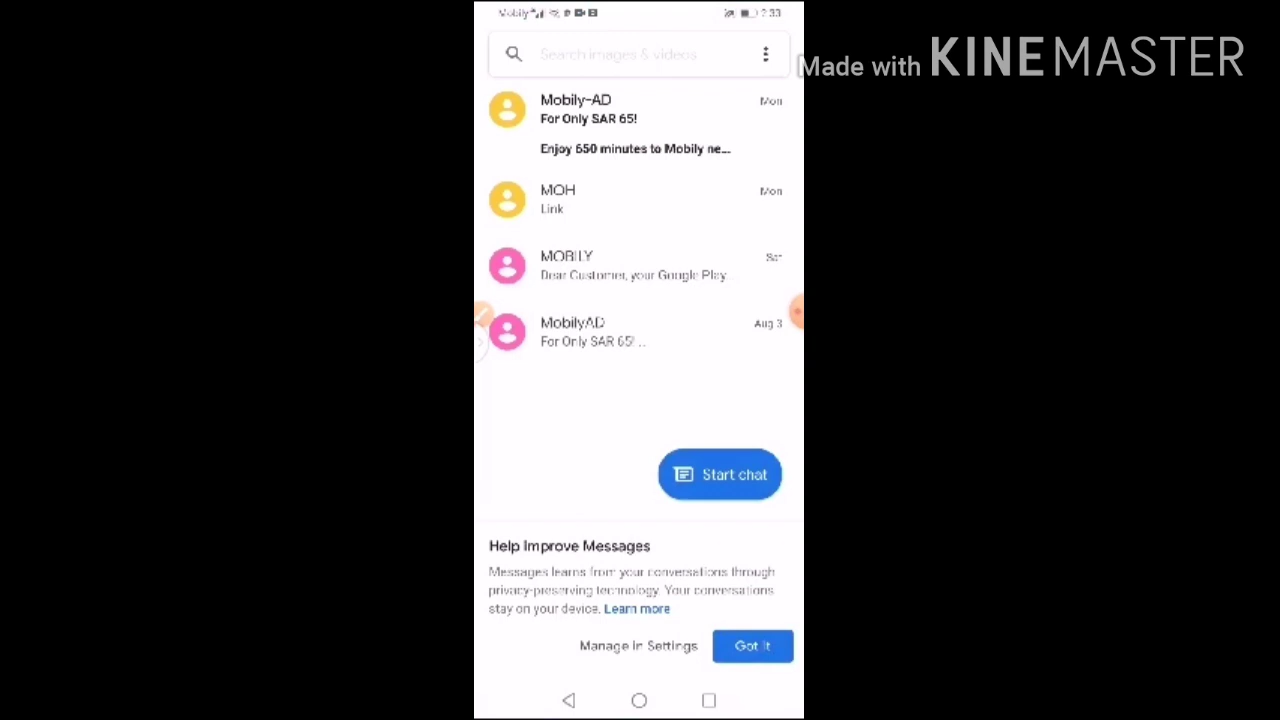 Mobily 2:33
Search images & videos
Made with KINEMASTER
Mobily-AD Mon
For Only SAR 65!
Enjoy 650 minutes to Mobily ne...
MOH Mon
Link
MOBILY Sat
Dear Customer, your Google Play...
MobilyAD Aug 3
For Only SAR 65! ..
Start chat
Help Improve Messages
Messages learns from your conversations through
privacy-preserving technology. Your conversations
stay on your device. Learn more
Manage in Settings Got it